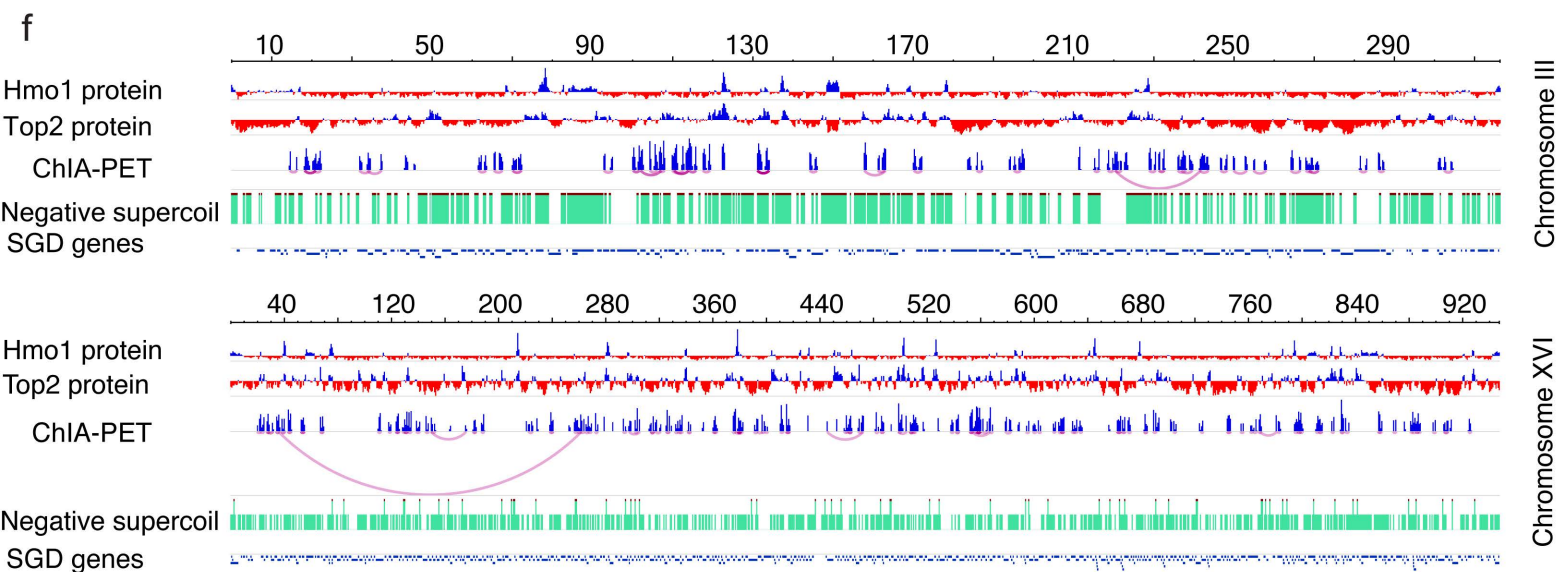 f
10 50 90 130 170 210 250 290
Hmo1 protein
Top2 protein
ChIA-PET
Negative supercoil
SGD genes
Chromosome III
40 120 200 280 360 440 520 600 680 760 840 920
Hmo1 protein
Top2 protein
ChIA-PET
Negative supercoil
SGD genes
Chromosome XVI